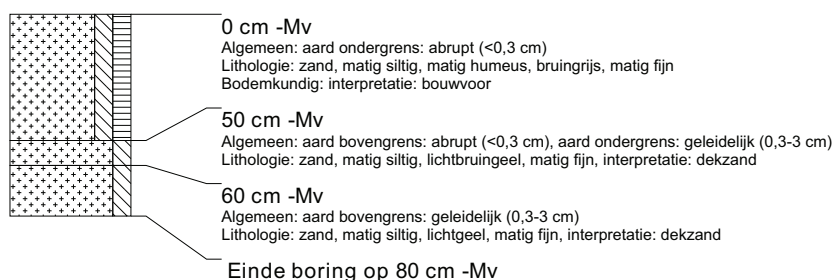 0 cm -Mv
Algemeen: aard ondergrens: abrupt (<0,3 cm)
Lithologie: zand, matig siltig, matig humeus, bruingrijs, matig fijn
Bodemkundig: interpretatie: bouwvoor
50 cm -Mv
Algemeen: aard bovengrens: abrupt (<0,3 cm), aard ondergrens: geleidelijk (0,3-3 cm)
Lithologie: zand, matig siltig, lichtbruingeel, matig fijn, interpretatie: dekzand
60 cm -Mv
Algemeen: aard bovengrens: geleidelijk (0,3-3 cm)
Lithologie: zand, matig siltig, lichtgeel, matig fijn, interpretatie: dekzand
Einde boring op 80 cm -Mv